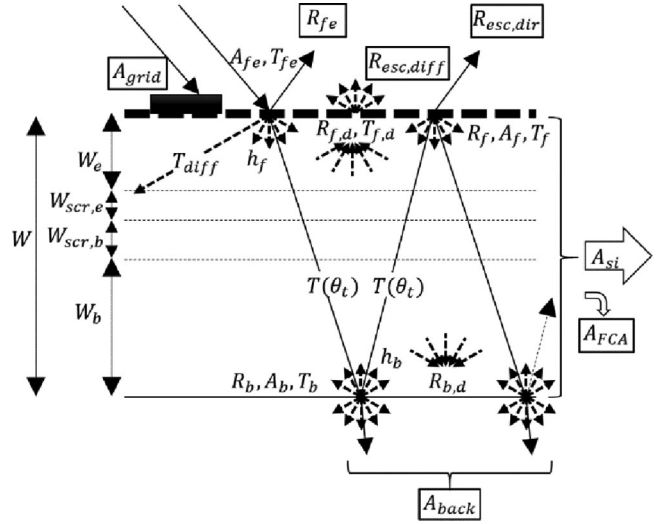 R_fe
R_esc,dir
A_fe, T_fe
A_grid
R_esc,diff
R_f,d, T_f,d
R_f, A_f, T_f
W_e
T_diff
h_f
W_scr,e
W
W_scr,b
A_si
T(θ_t)
T(θ_t)
W_b
A_FCA
h_b
R_b, A_b, T_b
R_b,d
A_back